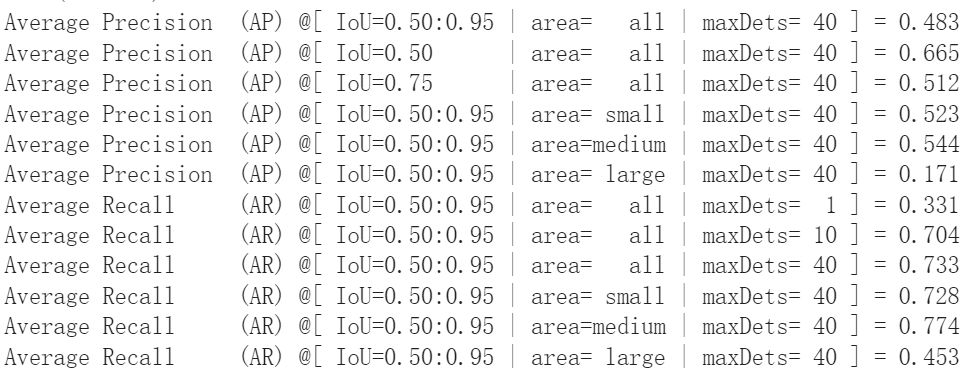 Average Precision  (AP) @[ IoU=0.50:0.95 | area=   all | maxDets= 40 ] = 0.483
Average Precision  (AP) @[ IoU=0.50      | area=   all | maxDets= 40 ] = 0.665
Average Precision  (AP) @[ IoU=0.75      | area=   all | maxDets= 40 ] = 0.512
Average Precision  (AP) @[ IoU=0.50:0.95 | area= small | maxDets= 40 ] = 0.523
Average Precision  (AP) @[ IoU=0.50:0.95 | area=medium | maxDets= 40 ] = 0.544
Average Precision  (AP) @[ IoU=0.50:0.95 | area= large | maxDets= 40 ] = 0.171
Average Recall     (AR) @[ IoU=0.50:0.95 | area=   all | maxDets=  1 ] = 0.331
Average Recall     (AR) @[ IoU=0.50:0.95 | area=   all | maxDets= 10 ] = 0.704
Average Recall     (AR) @[ IoU=0.50:0.95 | area=   all | maxDets= 40 ] = 0.733
Average Recall     (AR) @[ IoU=0.50:0.95 | area= small | maxDets= 40 ] = 0.728
Average Recall     (AR) @[ IoU=0.50:0.95 | area=medium | maxDets= 40 ] = 0.774
Average Recall     (AR) @[ IoU=0.50:0.95 | area= large | maxDets= 40 ] = 0.453